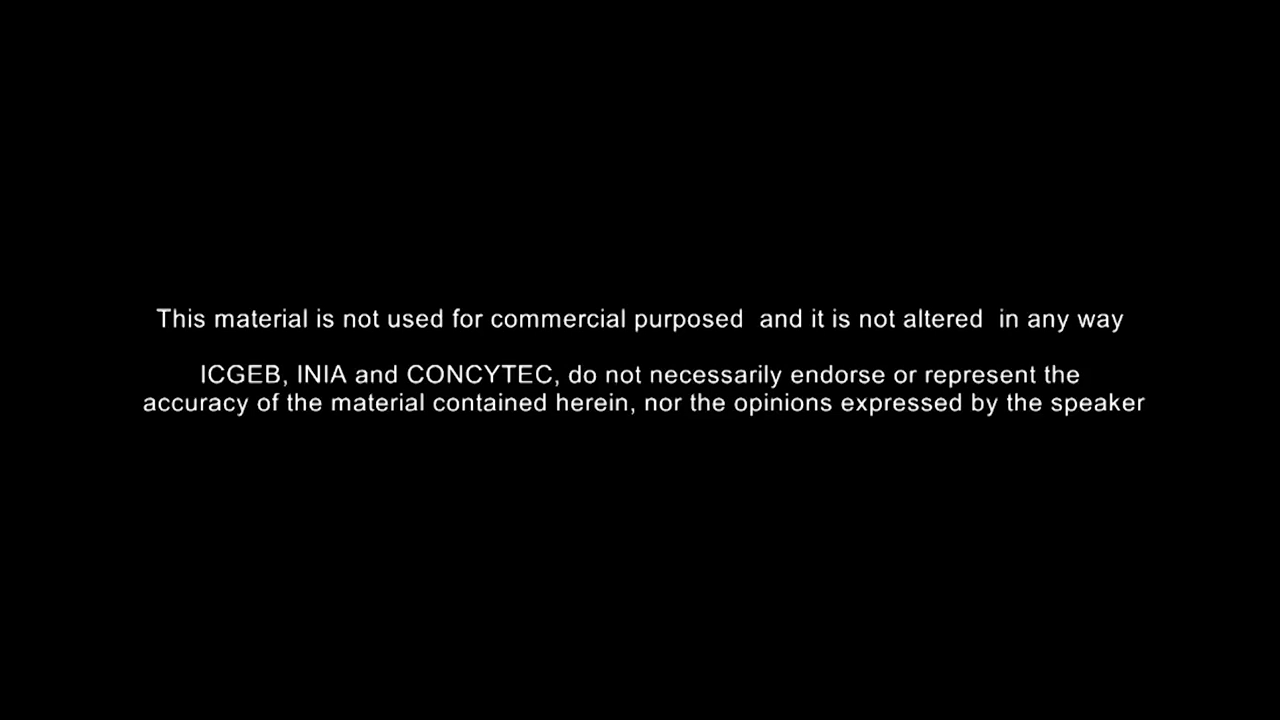 This material is not used for commercial purposed  and it is not altered  in any way
ICGEB, INIA and CONCYTEC, do not necessarily endorse or represent the
accuracy of the material contained herein, nor the opinions expressed by the speaker